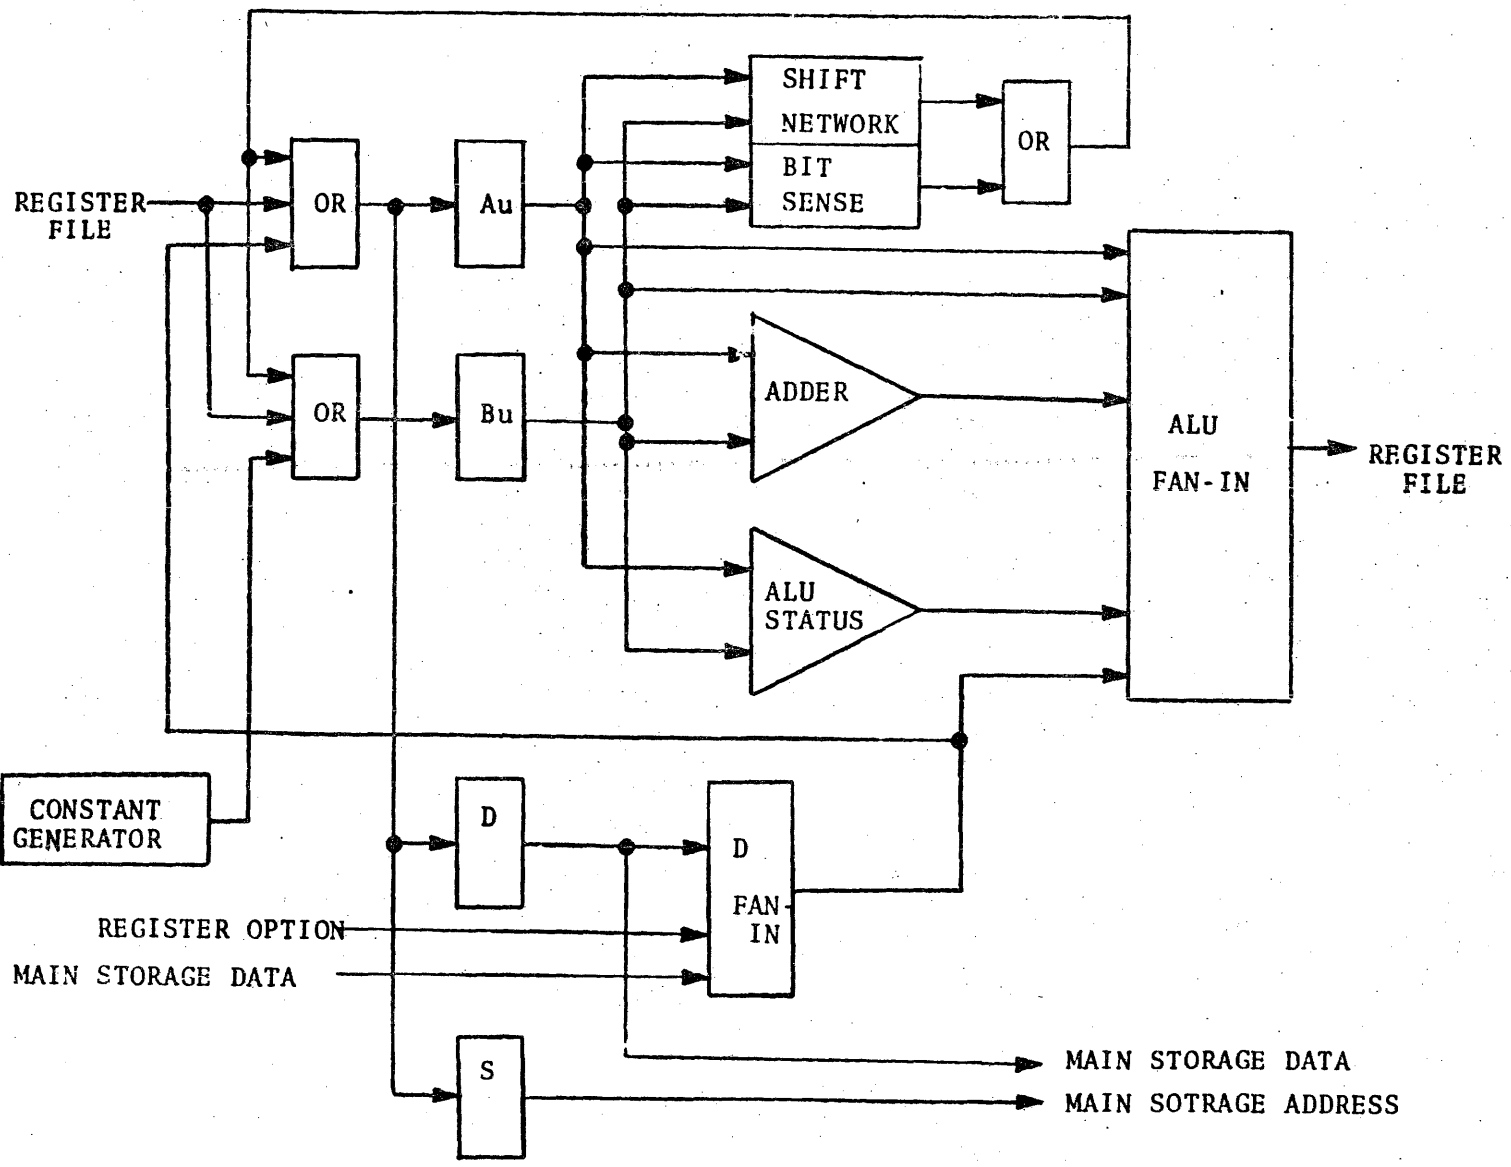 SHIFT
NETWORK
BIT
SENSE
OR
REGISTER
FILE
OR
Au
OR
Bu
ADDER
ALU
FAN-IN
REGISTER
FILE
ALU
STATUS
CONSTANT
GENERATOR
D
D
FAN-
IN
REGISTER OPTION
MAIN STORAGE DATA
S
MAIN STORAGE DATA
MAIN SOTRAGE ADDRESS